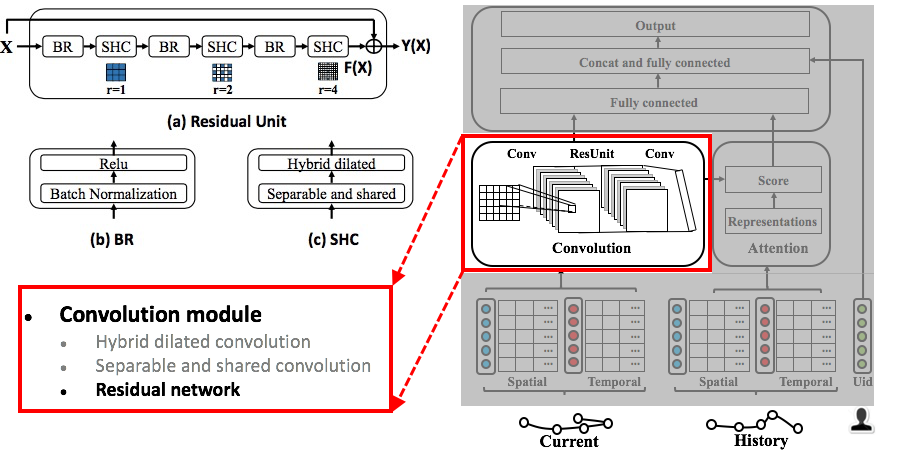 X
BR
SHC
BR
SHC
BR
SHC
Y(X)
F(X)
r=1
r=2
r=4
(a) Residual Unit
Relu
Batch Normalization
(b) BR
Hybrid dilated
Separable and shared
(c) SHC
• Convolution module
• Hybrid dilated convolution
• Separable and shared convolution
• Residual network
Output
Concat and fully connected
Fully connected
Conv
ResUnit
Conv
Convolution
Score
Representations
Attention
...
...
...
...
Spatial
Temporal
Spatial
Temporal
Uid
Current
History